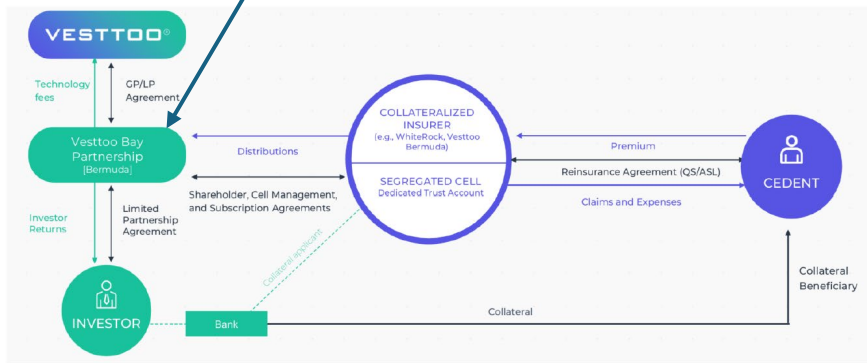 VESTTOO®
Technology
fees
GP/LP
Agreement
Vesttoo Bay
Partnership
[Bermuda]
Investor
Returns
Limited
Partnership
Agreement
INVESTOR
Distributions
Shareholder, Cell Management,
and Subscription Agreements
COLLATERALIZED
INSURER
(e.g., WhiteRock, Vesttoo
Bermuda)
SEGREGATED CELL
Dedicated Trust Account
Premium
Reinsurance Agreement (QS/ASL)
Claims and Expenses
CEDENT
Collateral applicant
Bank
Collateral
Collateral
Beneficiary